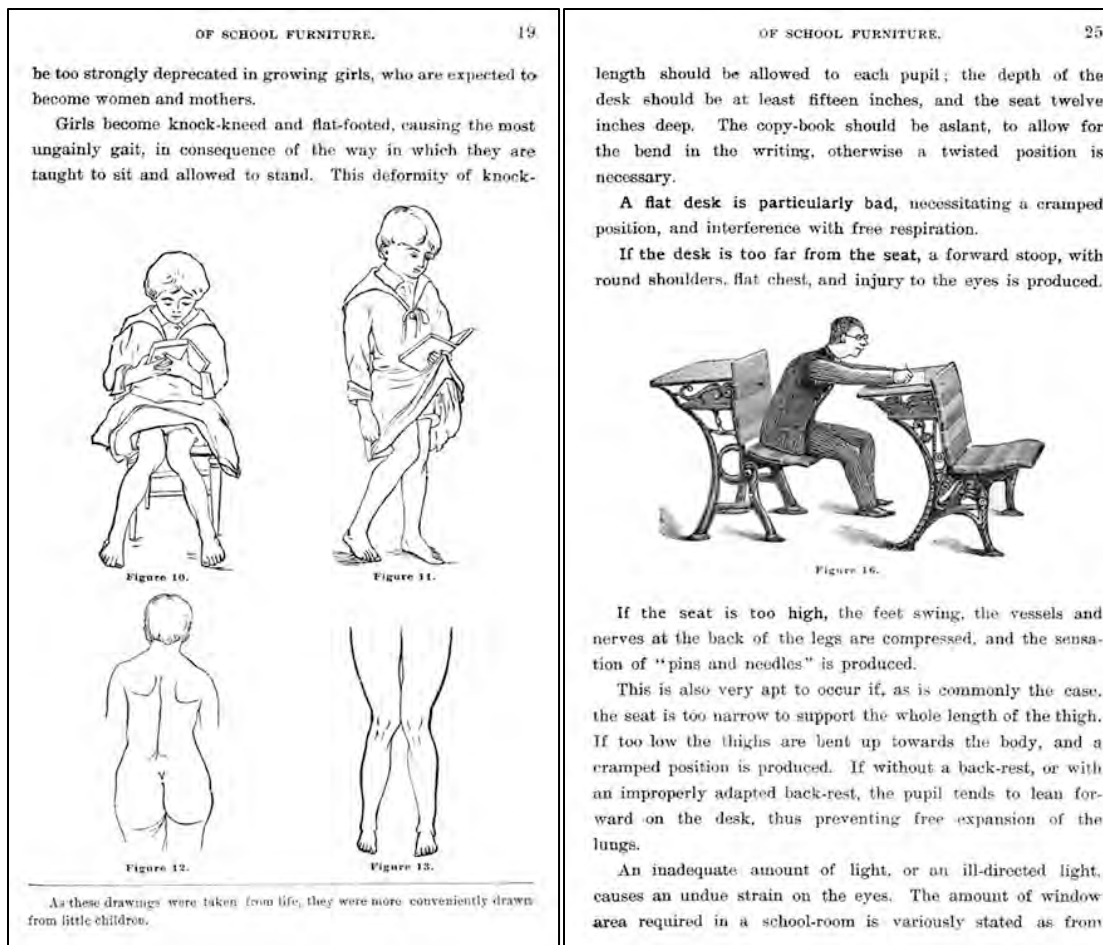 OF SCHOOL FURNITURE. 19
be too strongly deprecated in growing girls, who are expected to
become women and mothers.
Girls become knock-kneed and flat-footed, causing the most
ungainly gait, in consequence of the way in which they are
taught to sit and allowed to stand. This deformity of knock-
Figure 10.
Figure 11.
Figure 12.
Figure 13.
As these drawings were taken from life, they were more conveniently drawn
from little children.
OF SCHOOL FURNITURE. 25
length should be allowed to each pupil; the depth of the
desk should be at least fifteen inches, and the seat twelve
inches deep. The copy-book should be aslant, to allow for
the bend in the writing, otherwise a twisted position is
necessary.
A flat desk is particularly bad, necessitating a cramped
position, and interference with free respiration.
If the desk is too far from the seat, a forward stoop, with
round shoulders, flat chest, and injury to the eyes is produced.
Figure 16.
If the seat is too high, the feet swing, the vessels and
nerves at the back of the legs are compressed, and the sensa-
tion of "pins and needles" is produced.
This is also very apt to occur if, as is commonly the case,
the seat is too narrow to support the whole length of the thigh.
If too low the thighs are bent up towards the body, and a
cramped position is produced. If without a back-rest, or with
an improperly adapted back-rest, the pupil tends to lean for-
ward on the desk, thus preventing free expansion of the
lungs.
An inadequate amount of light, or an ill-directed light,
causes an undue strain on the eyes. The amount of window
area required in a school-room is variously stated as from